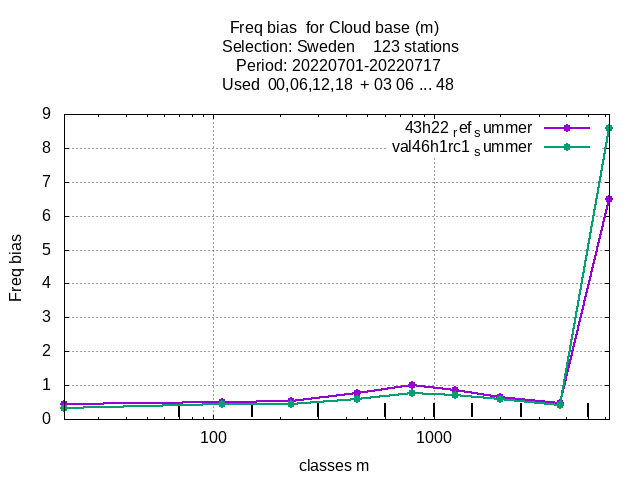 Freq bias  for Cloud base (m)
Selection: Sweden    123 stations
Period: 20220701-20220717
Used  00,06,12,18  + 03 06 ... 48
43h22 ref summer
val46h1rc1 summer
9
8
7
6
5
4
3
2
1
0
Freq bias
100
1000
classes m